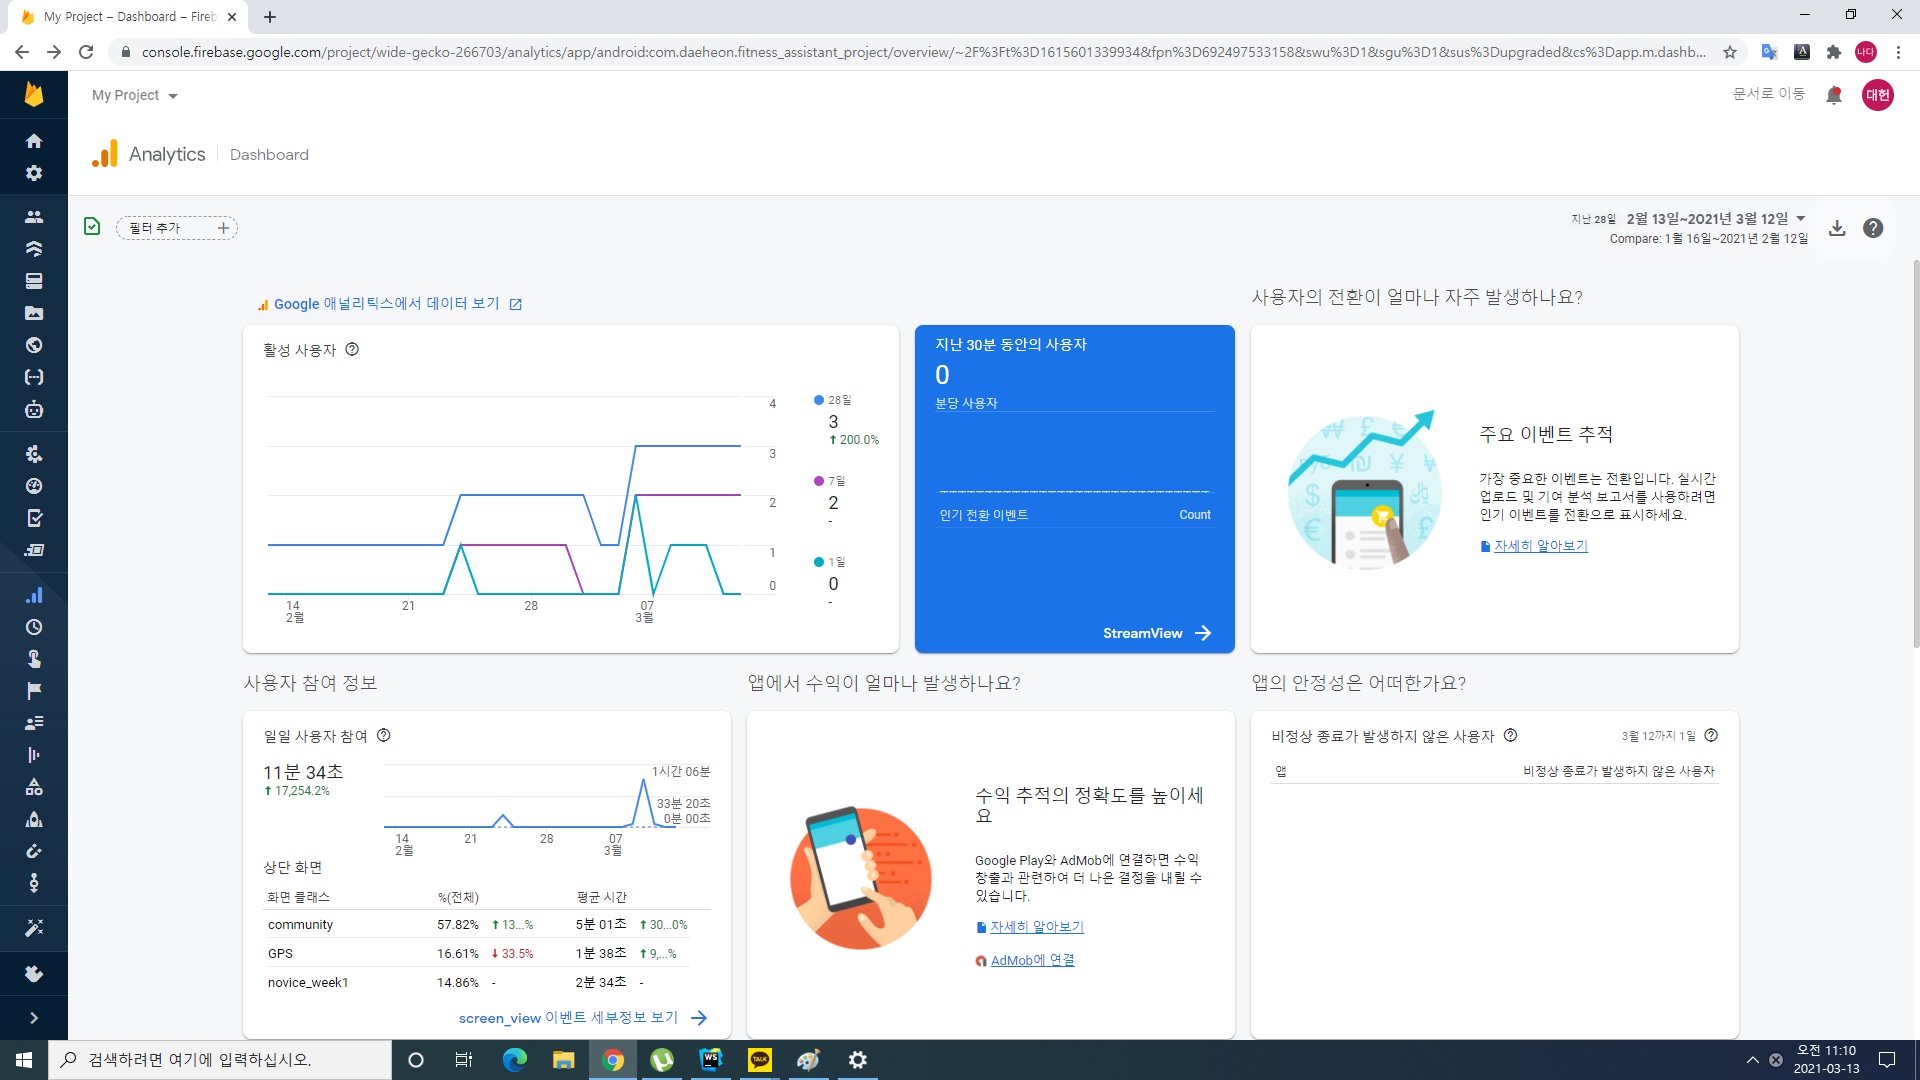 My Project – Dashboard – Fireb
console.firebase.google.com/project/wide-gecko-266703/analytics/app/android:com.daeheon.fitness_assistant_project/overview/~2F%3Ft%3D1615601339934&fpn%3D692497533158&swu%3D1&sgu%3D1&sus%3Dupgraded&cs%3Dapp.m.dashb...
나다
My Project
문서로 이동
대헌
Analytics
Dashboard
필터 추가
지난 28일 2월 13일~2021년 3월 12일
Compare: 1월 16일~2021년 2월 12일
Google 애널리틱스에서 데이터 보기
사용자의 전환이 얼마나 자주 발생하나요?
활성 사용자
4
3
2
1
0
14
2월
21
28
07
3월
28일
3
200.0%
7일
2
-
1일
0
-
지난 30분 동안의 사용자
0
분당 사용자
인기 전환 이벤트 Count
StreamView
주요 이벤트 추적
가장 중요한 이벤트는 전환입니다. 실시간
업로드 및 기여 분석 보고서를 사용하려면
인기 이벤트를 전환으로 표시하세요.
자세히 알아보기
사용자 참여 정보
앱에서 수익이 얼마나 발생하나요?
앱의 안정성은 어떠한가요?
일일 사용자 참여
11분 34초
17,254.2%
1시간 06분
33분 20초
0분 00초
14
2월
21
28
07
3월
상단 화면
화면 클래스 %(전체) 평균 시간
community 57.82% 13...% 5분 01초 30...0%
GPS 16.61% 33.5% 1분 38초 9,...%
novice_week1 14.86% - 2분 34초 -
screen_view 이벤트 세부정보 보기
수익 추적의 정확도를 높이세
요
Google Play와 AdMob에 연결하면 수익
창출과 관련하여 더 나은 결정을 내릴 수
있습니다.
자세히 알아보기
AdMob에 연결
비정상 종료가 발생하지 않은 사용자
3월 12까지 1일
앱 비정상 종료가 발생하지 않은 사용자
검색하려면 여기에 입력하십시오.
WS
TALK
오전 11:10
2021-03-13